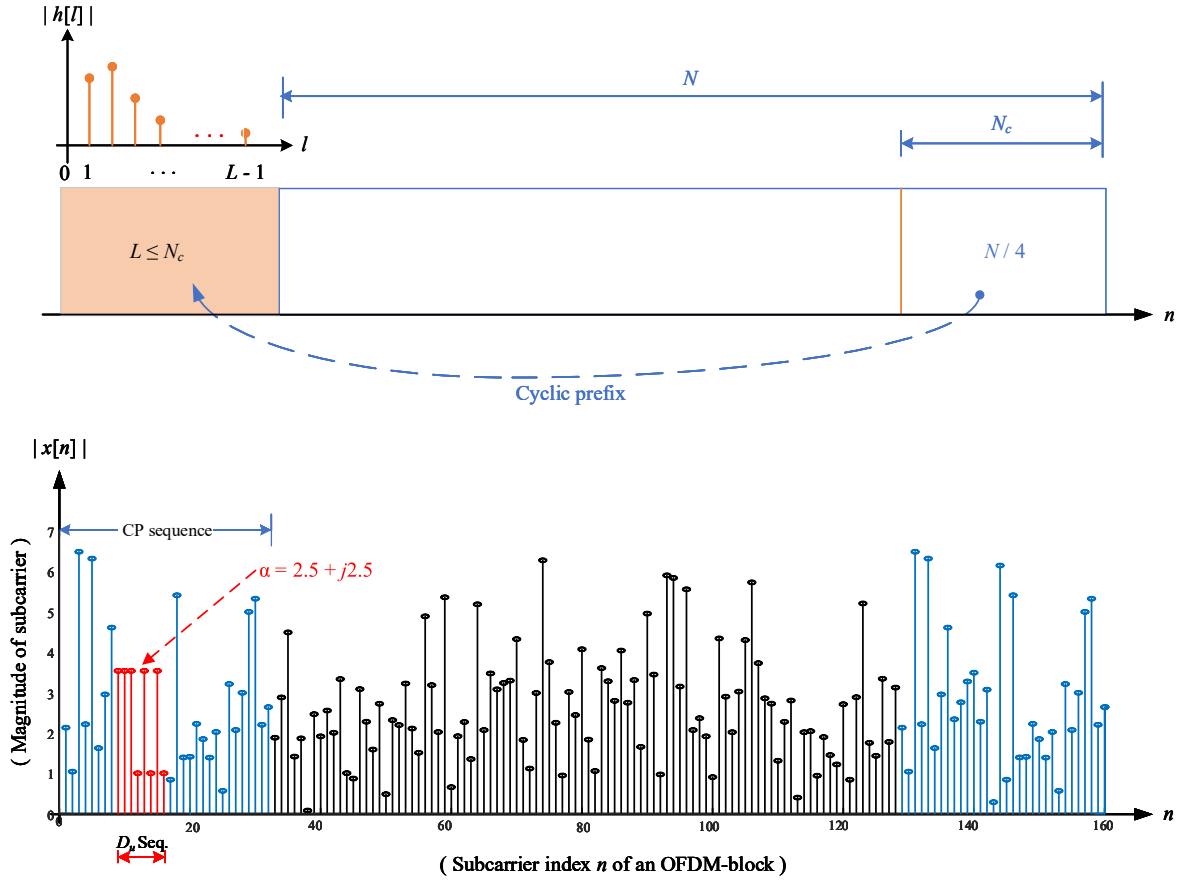 | h[l] |
N
N_c
l
0 1 · · · L - 1
L ≤ N_c
N / 4
n
Cyclic prefix
| x[n] |
CP sequence
α = 2.5 + j2.5
7
6
5
4
3
2
1
0
( Magnitude of subcarrier )
0 20 40 60 80 100 120 140 160
n
D_u Seq.
( Subcarrier index n of an OFDM-block )